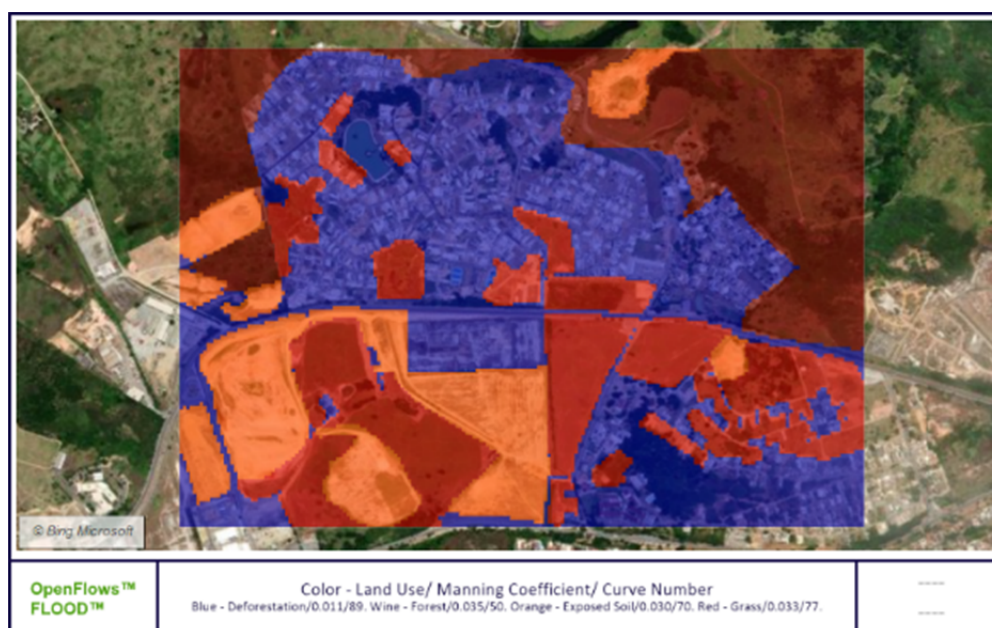 © Bing Microsoft
OpenFlows™
FLOOD™
Color - Land Use/ Manning Coefficient/ Curve Number
Blue - Deforestation/0.011/89. Wine - Forest/0.035/50. Orange - Exposed Soil/0.030/70. Red - Grass/0.033/77.